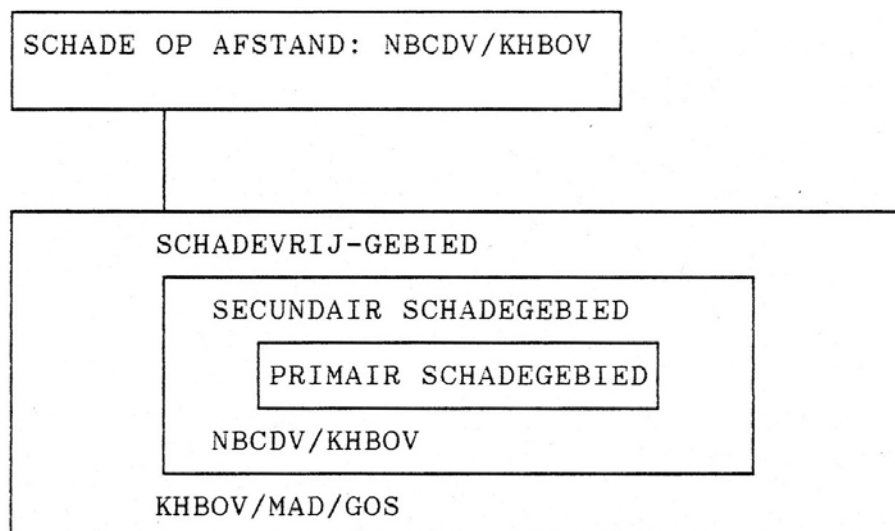 SCHADE OP AFSTAND: NBCDV/KHBOV
SCHADEVRIJ-GEBIED
SECUNDAIR SCHADEGEBIED
PRIMAIR SCHADEGEBIED
NBCDV/KHBOV
KHBOV/MAD/GOS